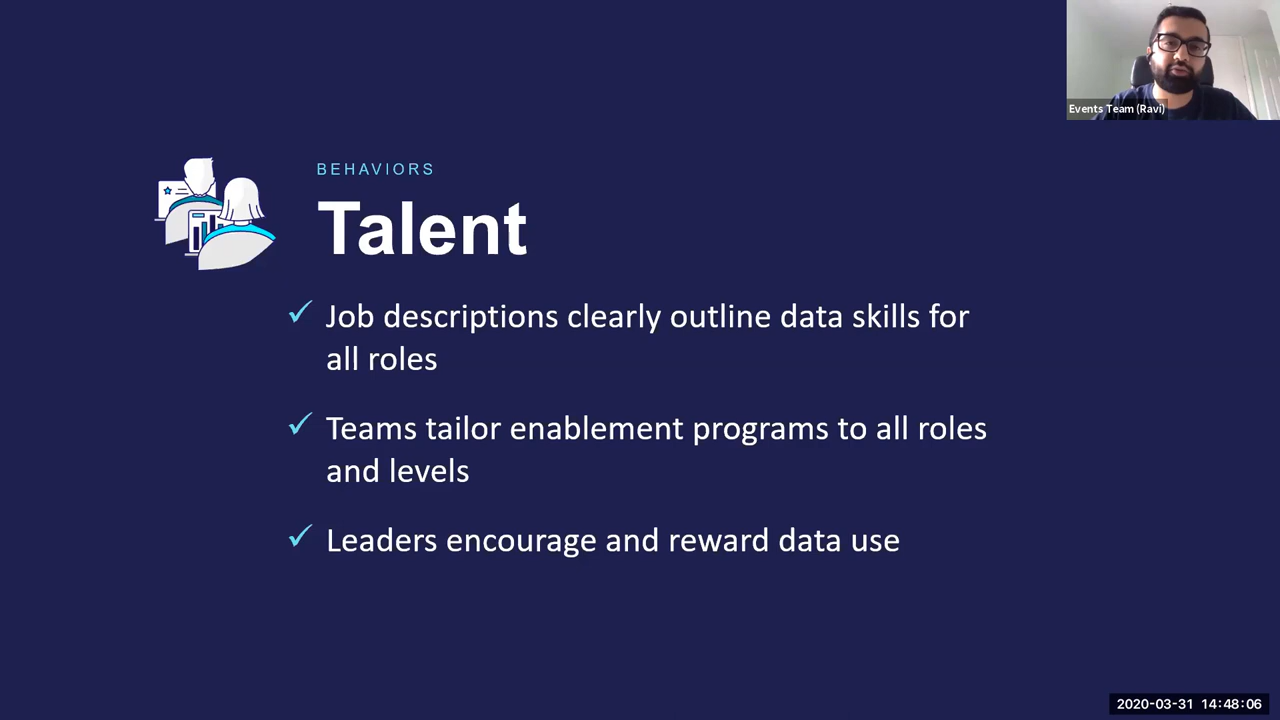 Events Team (Ravi)
BEHAVIORS
Talent
✓ Job descriptions clearly outline data skills for
all roles
✓ Teams tailor enablement programs to all roles
and levels
✓ Leaders encourage and reward data use
2020-03-31 14:48:06